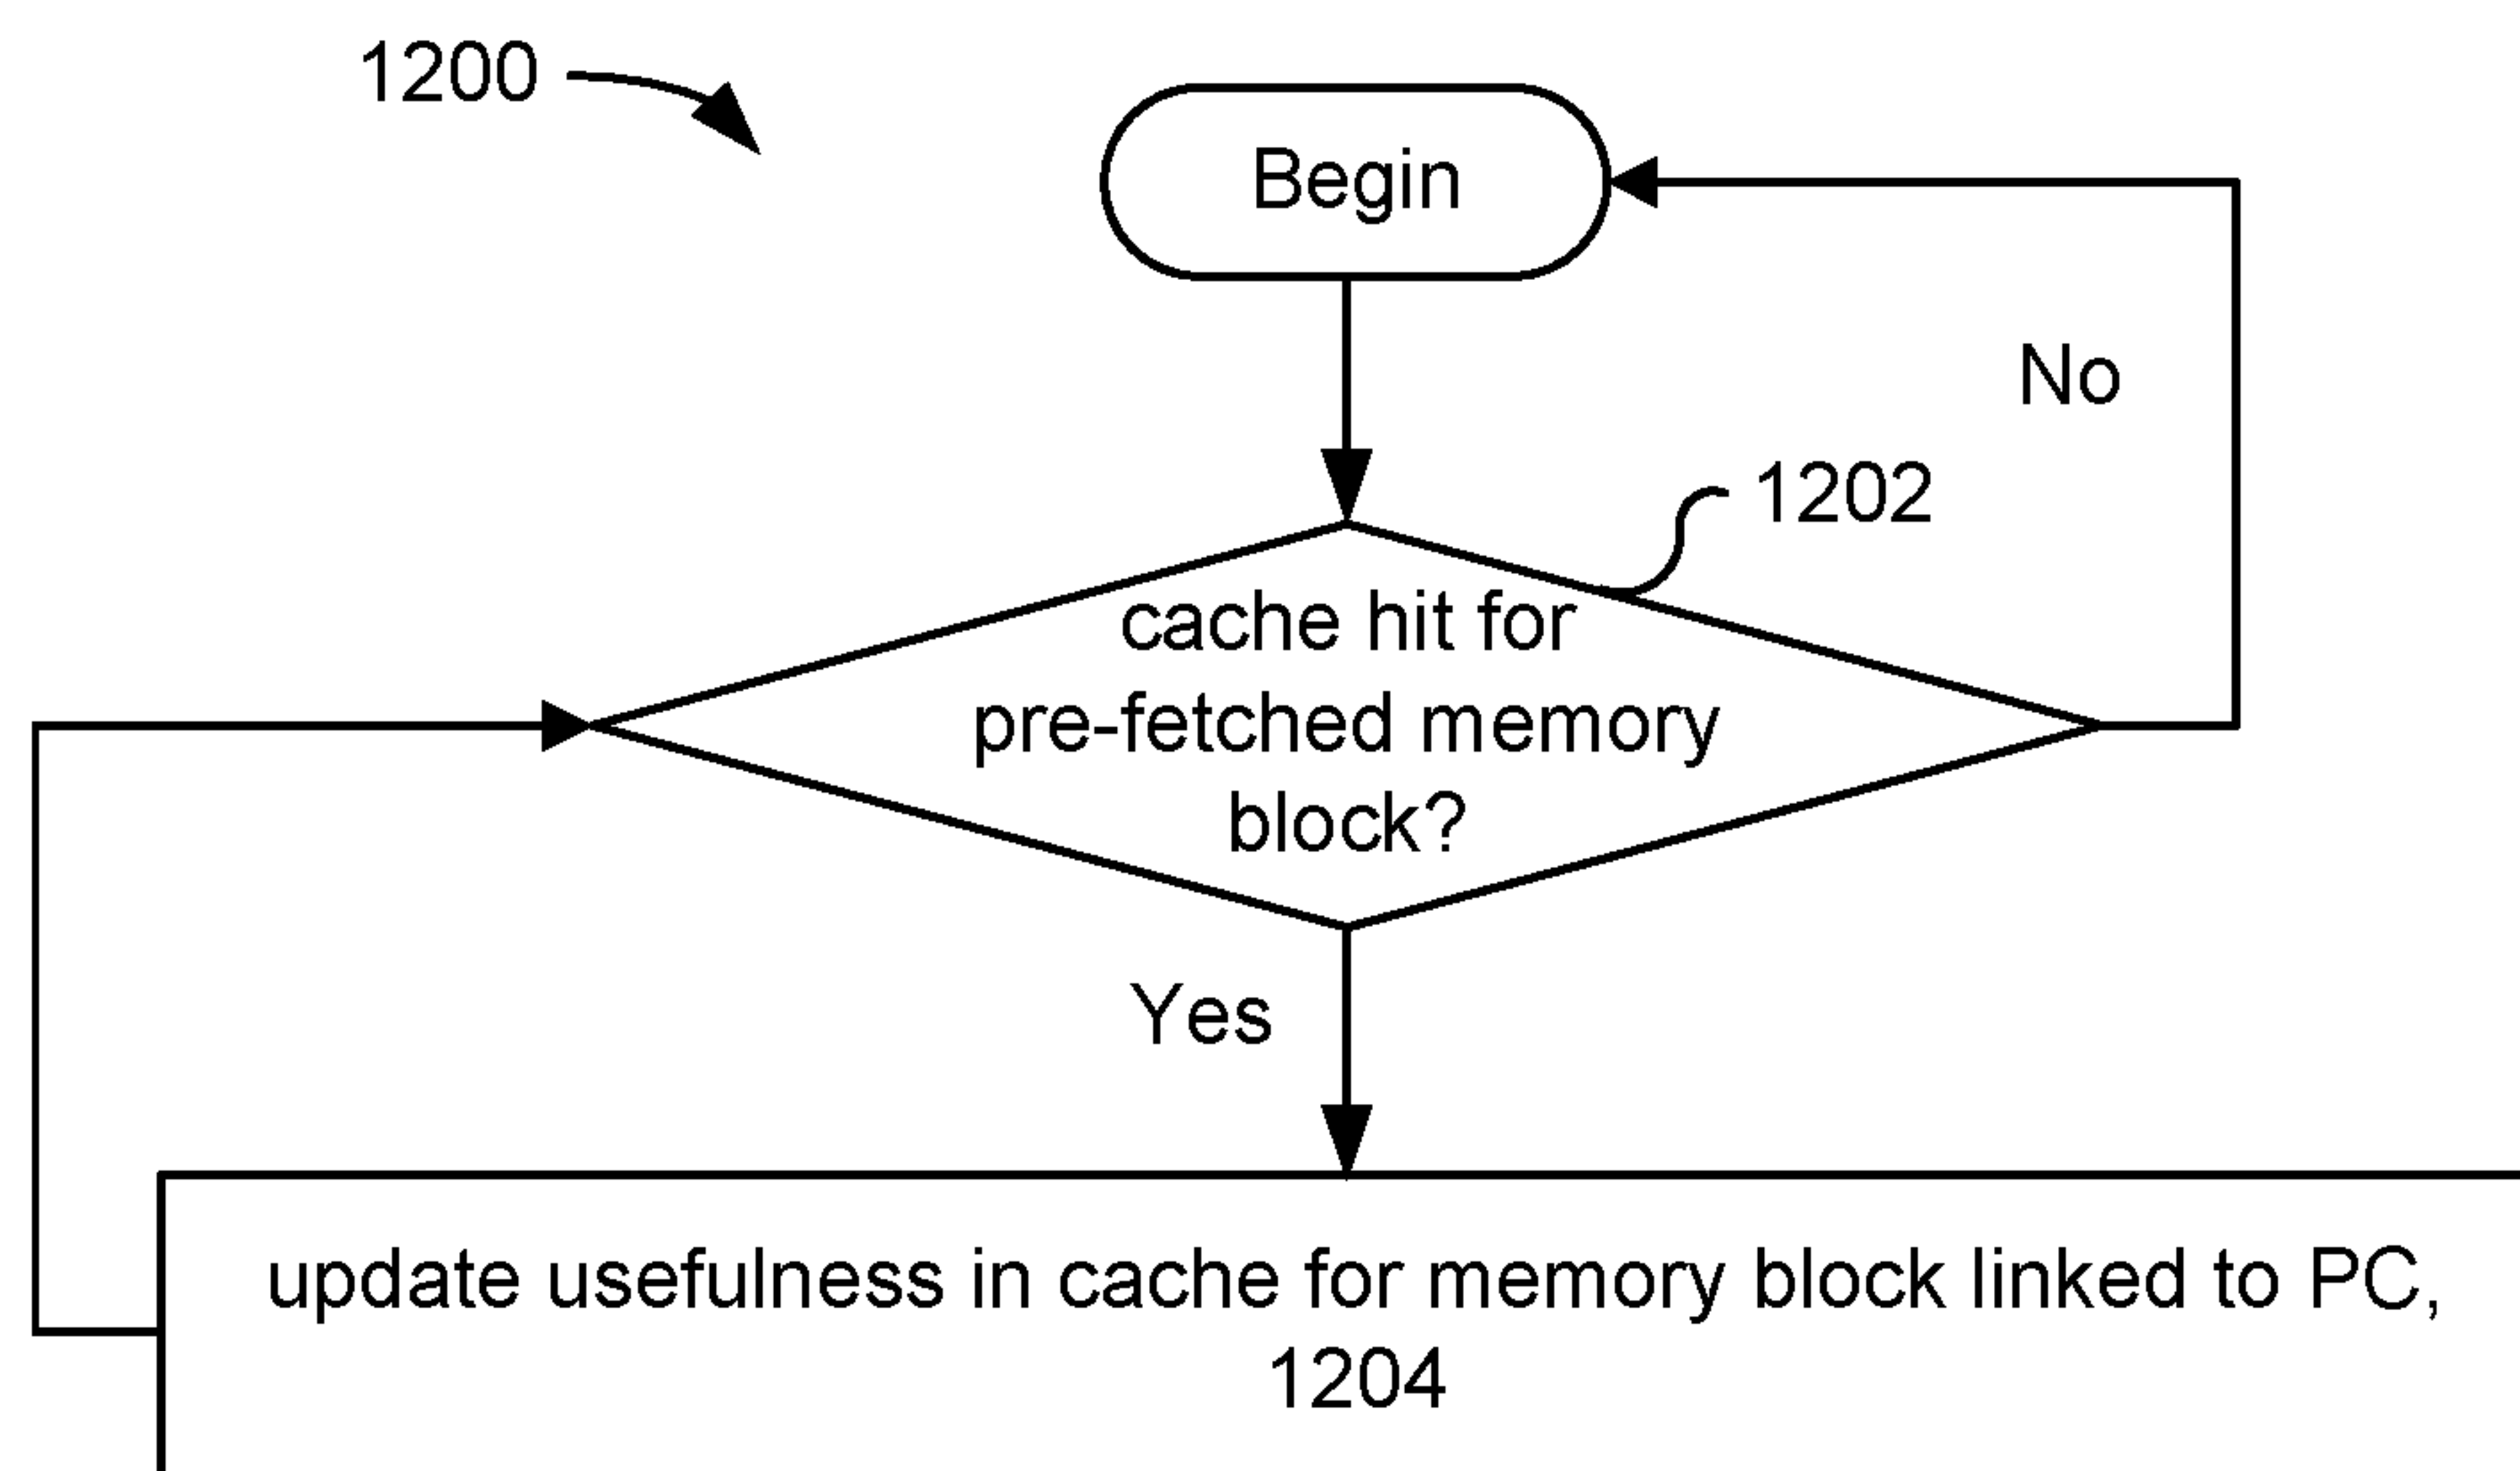 1200
Begin
No
1202
cache hit for
pre-fetched memory
block?
Yes
update usefulness in cache for memory block linked to PC,
1204